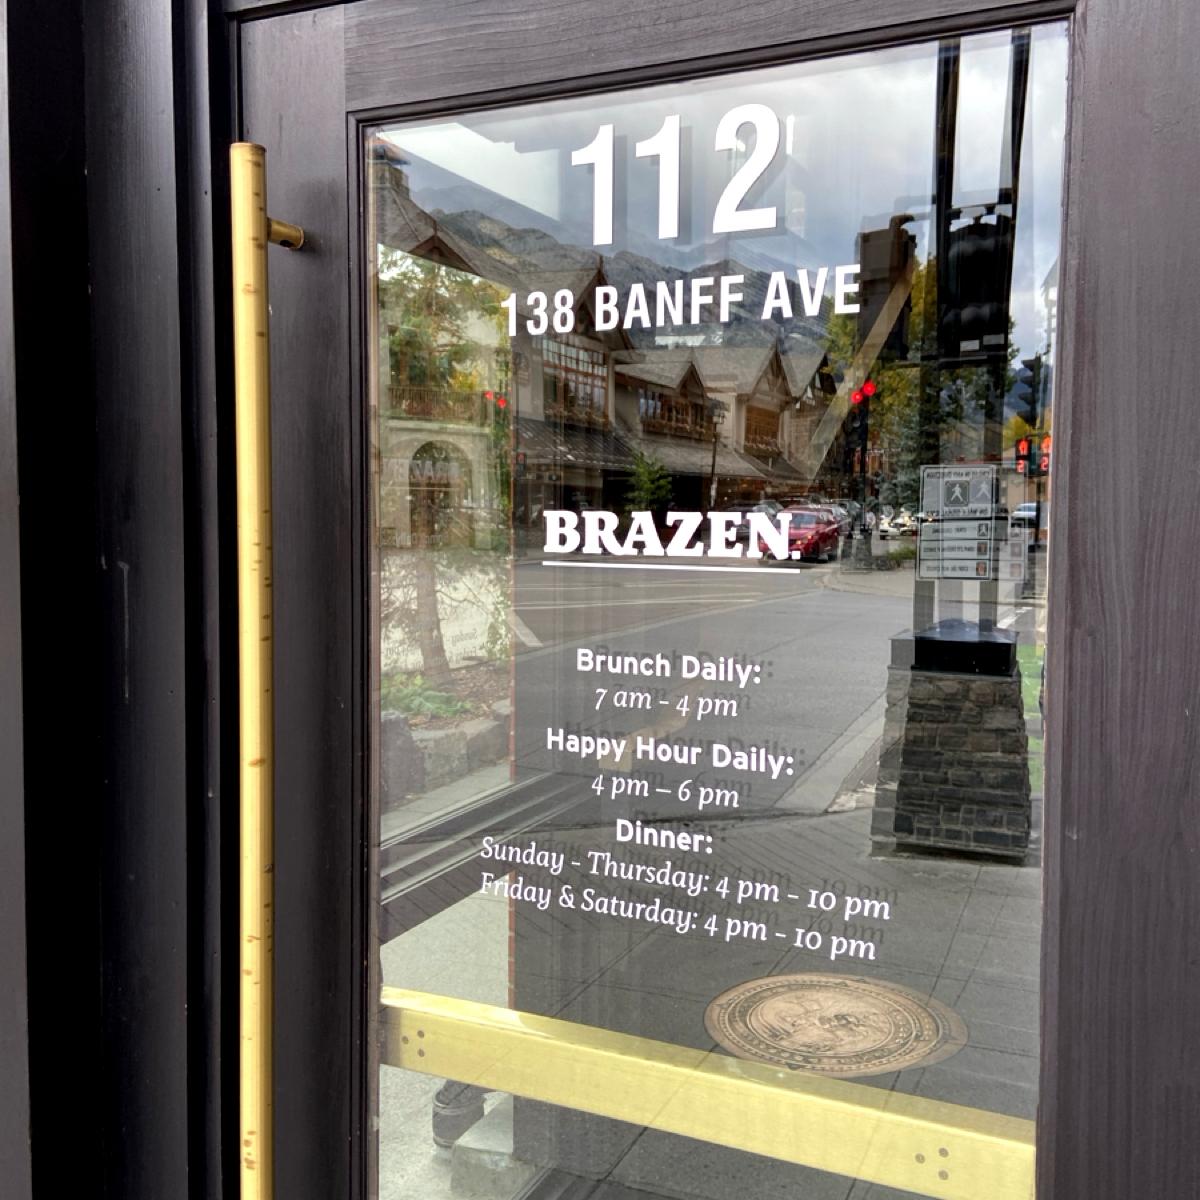 112
138 BANFF AVE
BRAZEN.
Brunch Daily:
7 am - 4 pm
Happy Hour Daily:
4 pm – 6 pm
Dinner:
Sunday - Thursday: 4 pm - 10 pm
Friday & Saturday: 4 pm - 10 pm